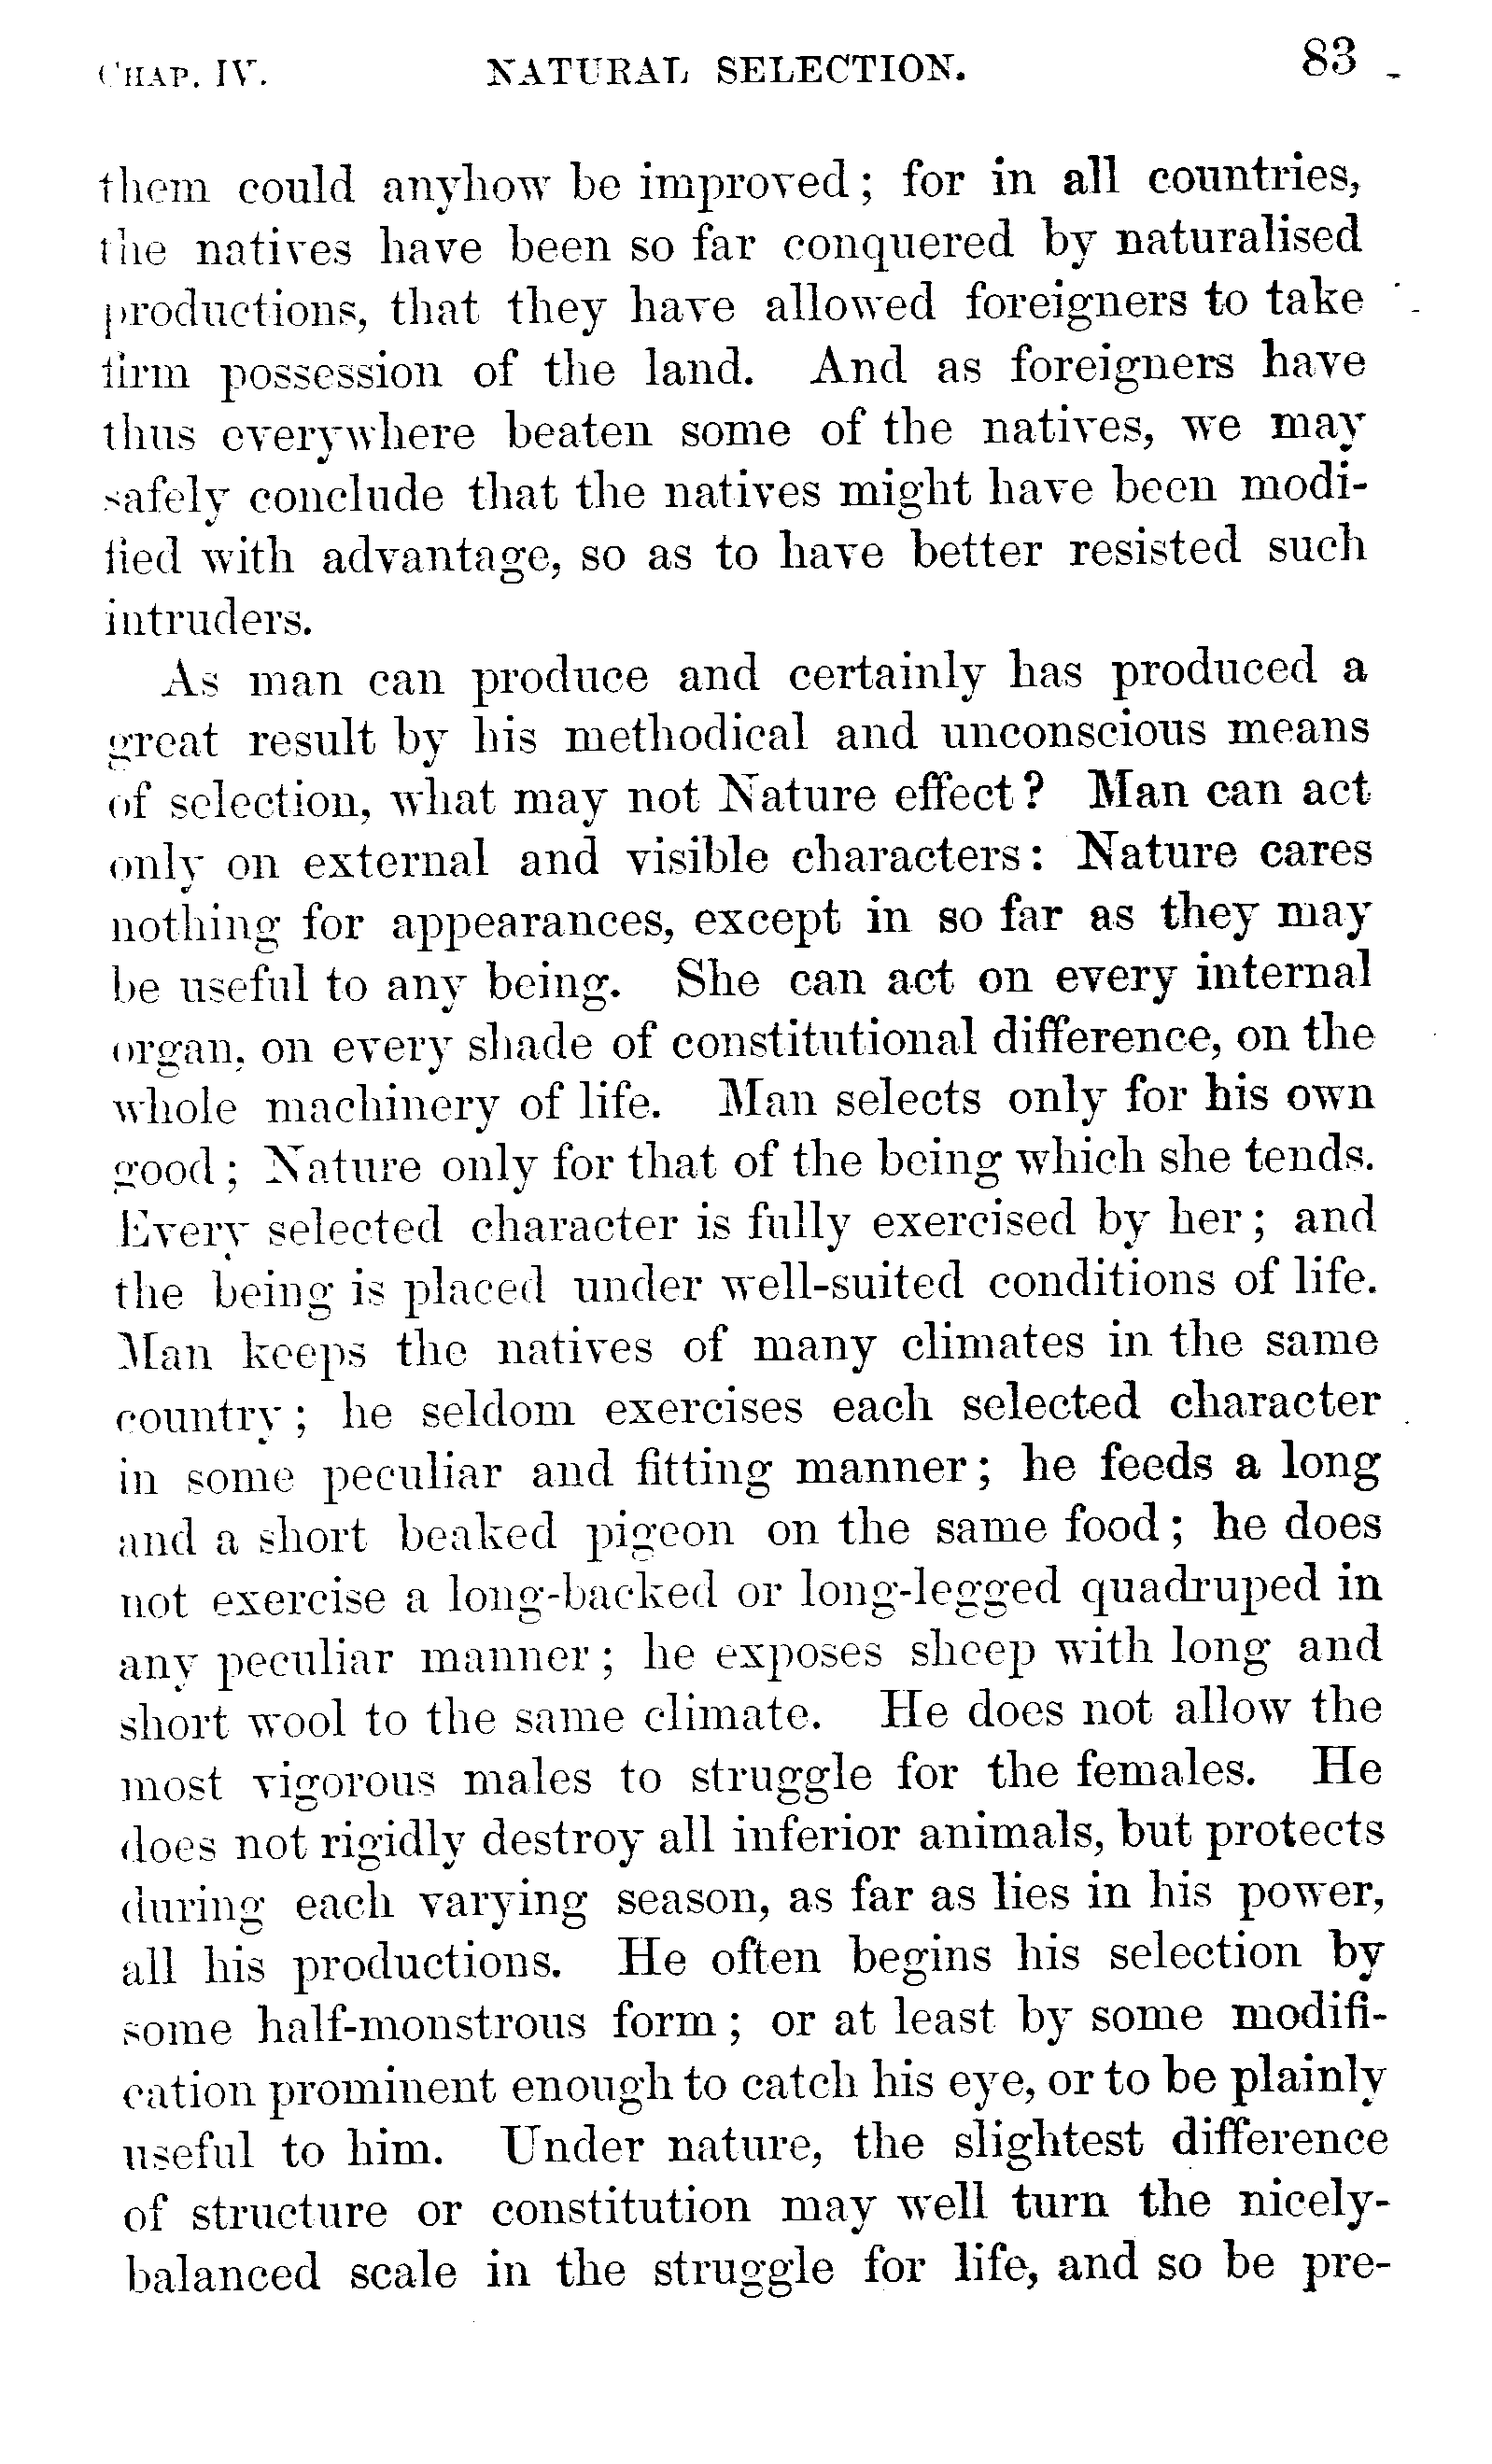 CHAP. IV. NATURAL SELECTION. 83
them could anyhow be improved; for in all countries,
the natives have been so far conquered by naturalised
productions, that they have allowed foreigners to take
firm possession of the land. And as foreigners have
thus everywhere beaten some of the natives, we may
safely conclude that the natives might have been modi-
fied with advantage, so as to have better resisted such
intruders.
As man can produce and certainly has produced a
great result by his methodical and unconscious means
of selection, what may not Nature effect? Man can act
only on external and visible characters: Nature cares
nothing for appearances, except in so far as they may
be useful to any being. She can act on every internal
organ, on every shade of constitutional difference, on the
whole machinery of life. Man selects only for his own
good; Nature only for that of the being which she tends.
Every selected character is fully exercised by her; and
the being is placed under well-suited conditions of life.
Man keeps the natives of many climates in the same
country; he seldom exercises each selected character
in some peculiar and fitting manner; he feeds a long
and a short beaked pigeon on the same food; he does
not exercise a long-backed or long-legged quadruped in
any peculiar manner; he exposes sheep with long and
short wool to the same climate. He does not allow the
most vigorous males to struggle for the females. He
does not rigidly destroy all inferior animals, but protects
during each varying season, as far as lies in his power,
all his productions. He often begins his selection by
some half-monstrous form; or at least by some modifi-
cation prominent enough to catch his eye, or to be plainly
useful to him. Under nature, the slightest difference
of structure or constitution may well turn the nicely-
balanced scale in the struggle for life, and so be pre-